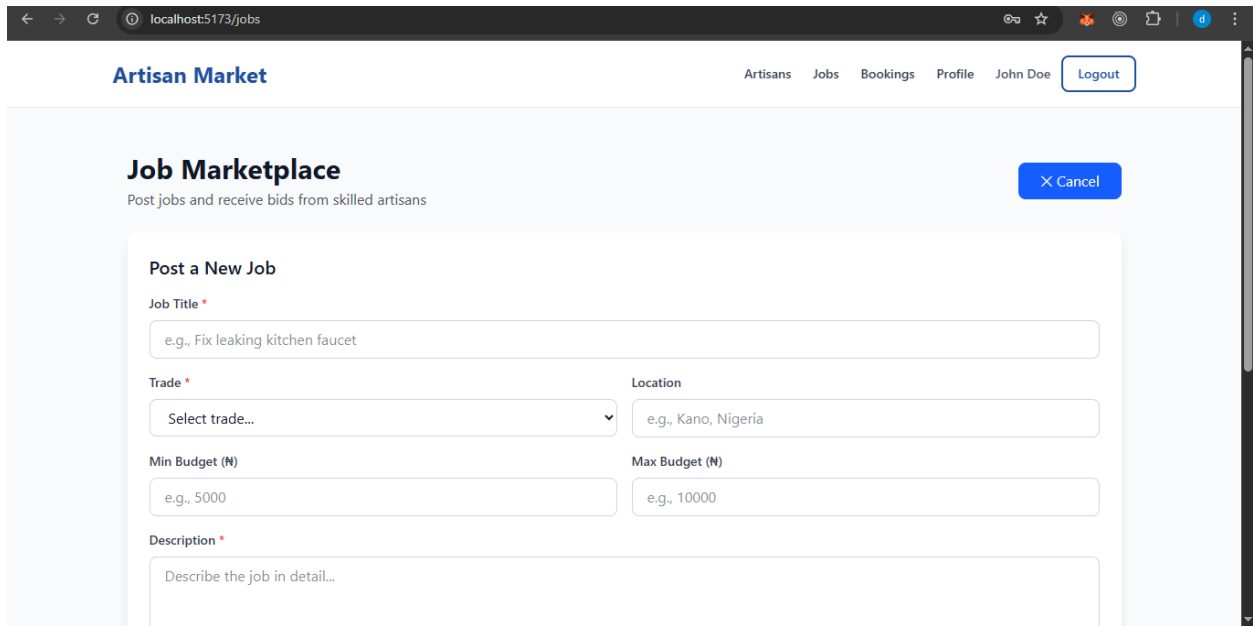 localhost:5173/jobs
d
Artisan Market
Artisans Jobs Bookings Profile John Doe Logout
Job Marketplace
Post jobs and receive bids from skilled artisans
Cancel
Post a New Job
Job Title *
e.g., Fix leaking kitchen faucet
Trade * Location
Select trade... e.g., Kano, Nigeria
Min Budget (₦) Max Budget (₦)
e.g., 5000 e.g., 10000
Description *
Describe the job in detail...